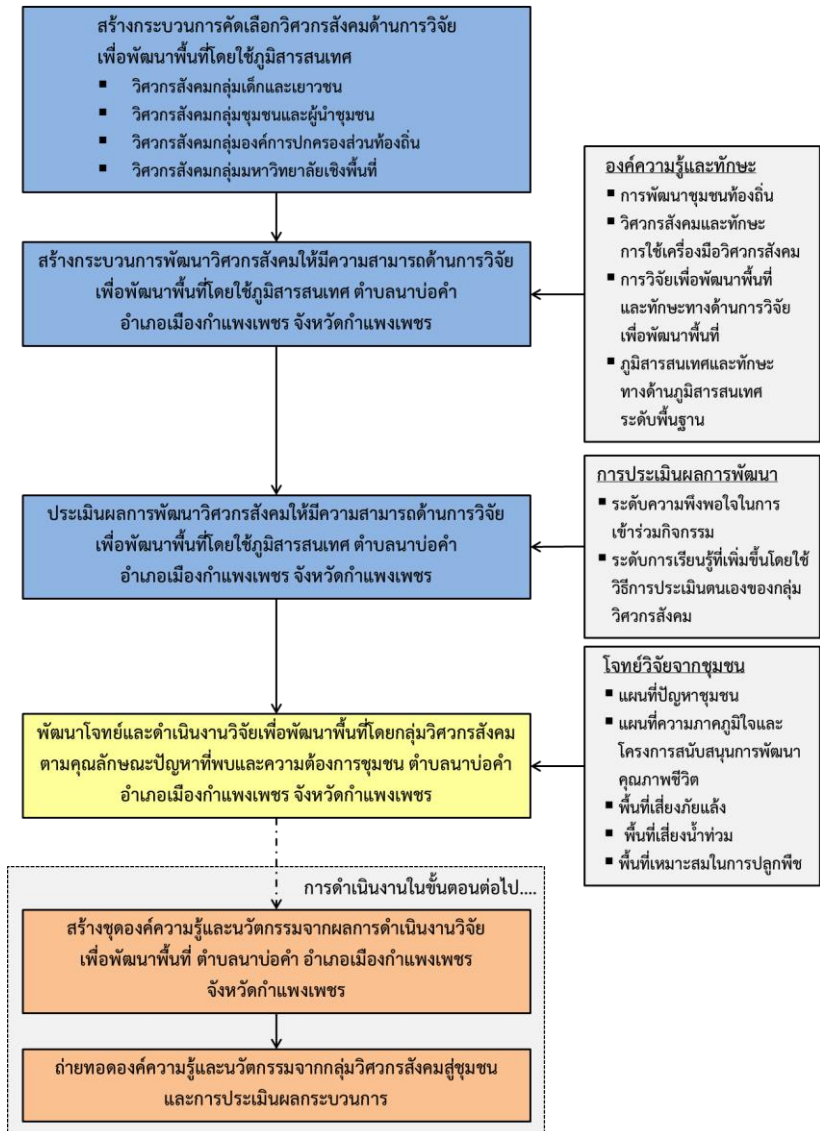 สร้างกระบวนการคัดเลือกวิศวกรสังคมด้านการวิจัย
เพื่อพัฒนาพื้นที่โดยใช้ภูมิสารสนเทศ
▪ วิศวกรสังคมกลุ่มเด็กและเยาวชน
▪ วิศวกรสังคมกลุ่มชุมชนและผู้นำชุมชน
▪ วิศวกรสังคมกลุ่มองค์การปกครองส่วนท้องถิ่น
▪ วิศวกรสังคมกลุ่มมหาวิทยาลัยเชิงพื้นที่
สร้างกระบวนการพัฒนาวิศวกรสังคมให้มีความสามารถด้านการวิจัย
เพื่อพัฒนาพื้นที่โดยใช้ภูมิสารสนเทศ ตำบลนาบ่อคำ
อำเภอเมืองกำแพงเพชร จังหวัดกำแพงเพชร
องค์ความรู้และทักษะ
▪ การพัฒนาชุมชนท้องถิ่น
▪ วิศวกรสังคมและทักษะ
การใช้เครื่องมือวิศวกรสังคม
▪ การวิจัยเพื่อพัฒนาพื้นที่
และทักษะทางด้านการวิจัย
เพื่อพัฒนาพื้นที่
▪ ภูมิสารสนเทศและทักษะ
ทางด้านภูมิสารสนเทศ
ระดับพื้นฐาน
ประเมินผลการพัฒนาวิศวกรสังคมให้มีความสามารถด้านการวิจัย
เพื่อพัฒนาพื้นที่โดยใช้ภูมิสารสนเทศ ตำบลนาบ่อคำ
อำเภอเมืองกำแพงเพชร จังหวัดกำแพงเพชร
การประเมินผลการพัฒนา
▪ ระดับความพึงพอใจในการ
เข้าร่วมกิจกรรม
▪ ระดับการเรียนรู้ที่เพิ่มขึ้นโดยใช้
วิธีการประเมินตนเองของกลุ่ม
วิศวกรสังคม
พัฒนาโจทย์และดำเนินงานวิจัยเพื่อพัฒนาพื้นที่โดยกลุ่มวิศวกรสังคม
ตามคุณลักษณะปัญหาที่พบและความต้องการชุมชน ตำบลนาบ่อคำ
อำเภอเมืองกำแพงเพชร จังหวัดกำแพงเพชร
โจทย์วิจัยจากชุมชน
▪ แผนที่ปัญหาชุมชน
▪ แผนที่ความภาคภูมิใจและ
โครงการสนับสนุนการพัฒนา
คุณภาพชีวิต
▪ พื้นที่เสี่ยงภัยแล้ง
▪ พื้นที่เสี่ยงน้ำท่วม
▪ พื้นที่เหมาะสมในการปลูกพืช
การดำเนินงานในขั้นตอนต่อไป....
สร้างชุดองค์ความรู้และนวัตกรรมจากผลการดำเนินงานวิจัย
เพื่อพัฒนาพื้นที่ ตำบลนาบ่อคำ อำเภอเมืองกำแพงเพชร
จังหวัดกำแพงเพชร
ถ่ายทอดองค์ความรู้และนวัตกรรมจากกลุ่มวิศวกรสังคมสู่ชุมชน
และการประเมินผลกระบวนการ